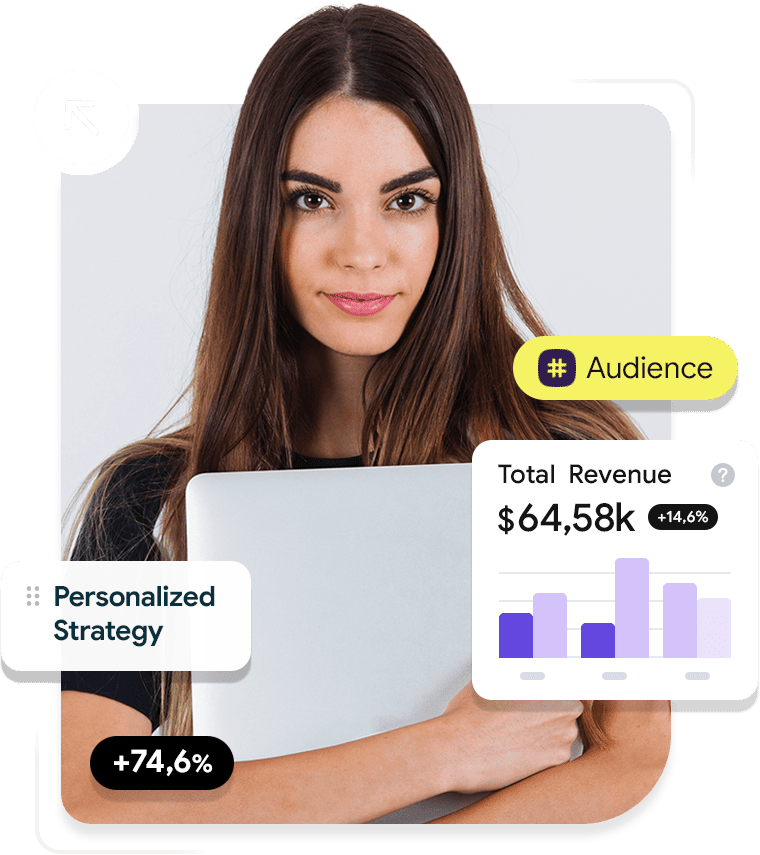 # Audience
Total Revenue ?
$64,58k +14,6%
Personalized
Strategy
+74,6%